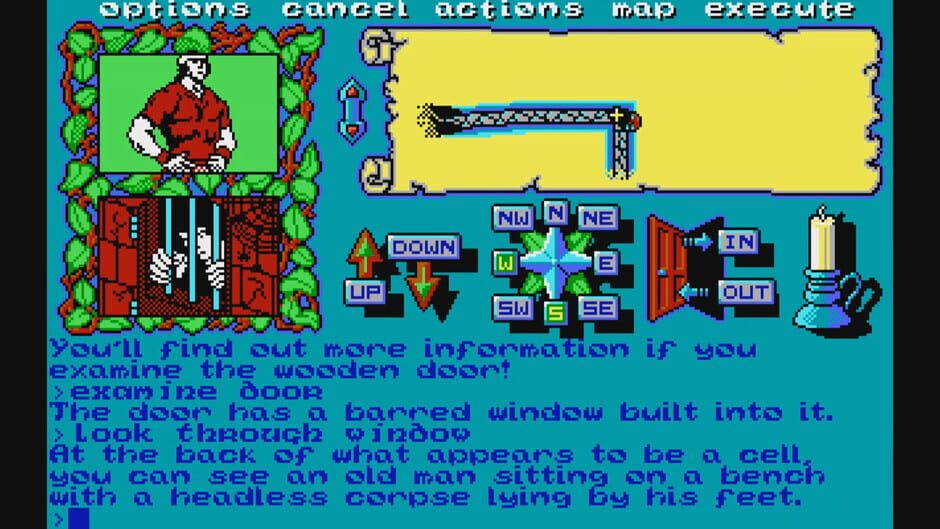 options cancel actions map execute
NW N NE
DOWN
IN
W E
UP
OUT
SW S SE
You'll find out more information if you
examine the wooden door!
>examine door
The door has a barred window built into it.
>look through window
At the back of what appears to be a cell,
you can see an old man sitting on a bench
with a headless corpse lying by his feet.
>